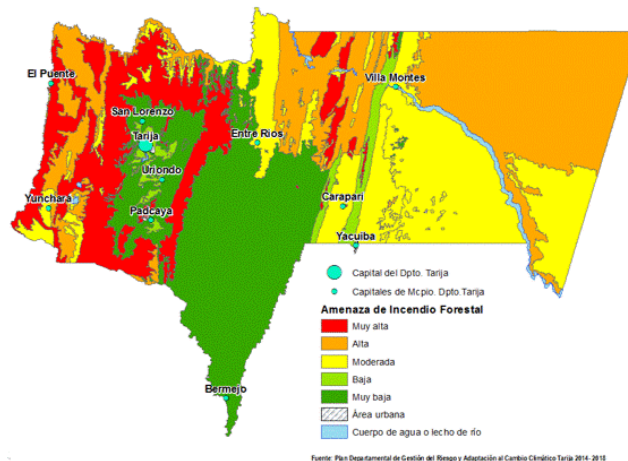 El Puente
Villa Montes
San Lorenzo
Tarija
Entre Rios
Uriondo
Yunchara
Padcaya
Carapari
Yacuiba
Bermejo
Capital del Dpto. Tarija
Capitales de Mcpio. Dpto.Tarija
Amenaza de Incendio Forestal
Muy alta
Alta
Moderada
Baja
Muy baja
Área urbana
Cuerpo de agua o lecho de río
Fuente: Plan Departamental de Gestión del Riesgo y Adaptación al Cambio Climático Tarija 2014- 2018